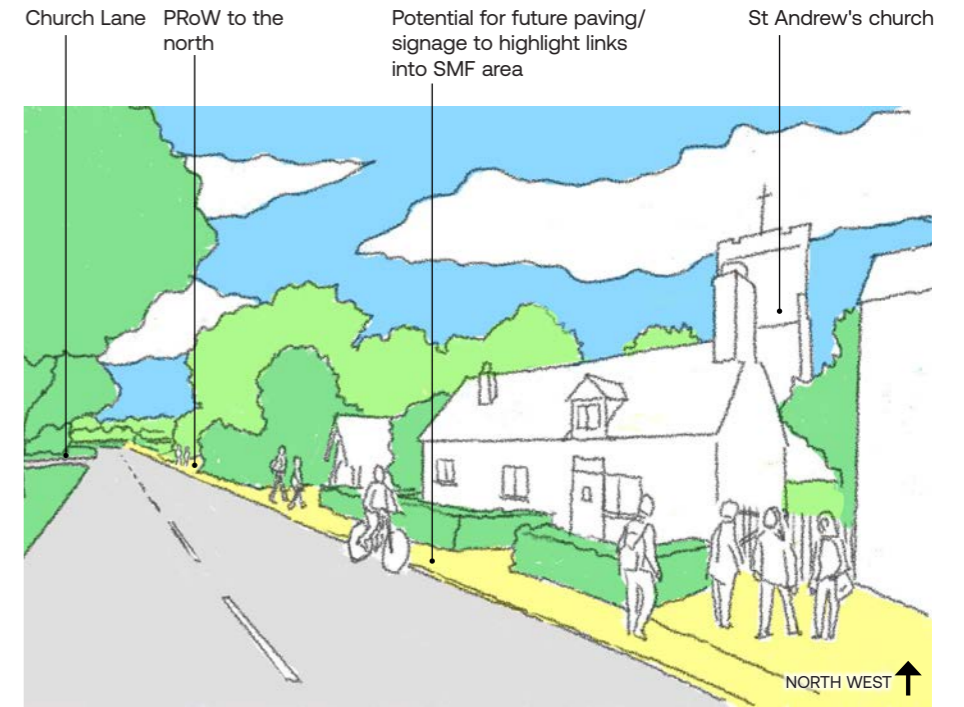 Church Lane
PRoW to the
north
Potential for future paving/
signage to highlight links
into SMF area
St Andrew's church
NORTH WEST